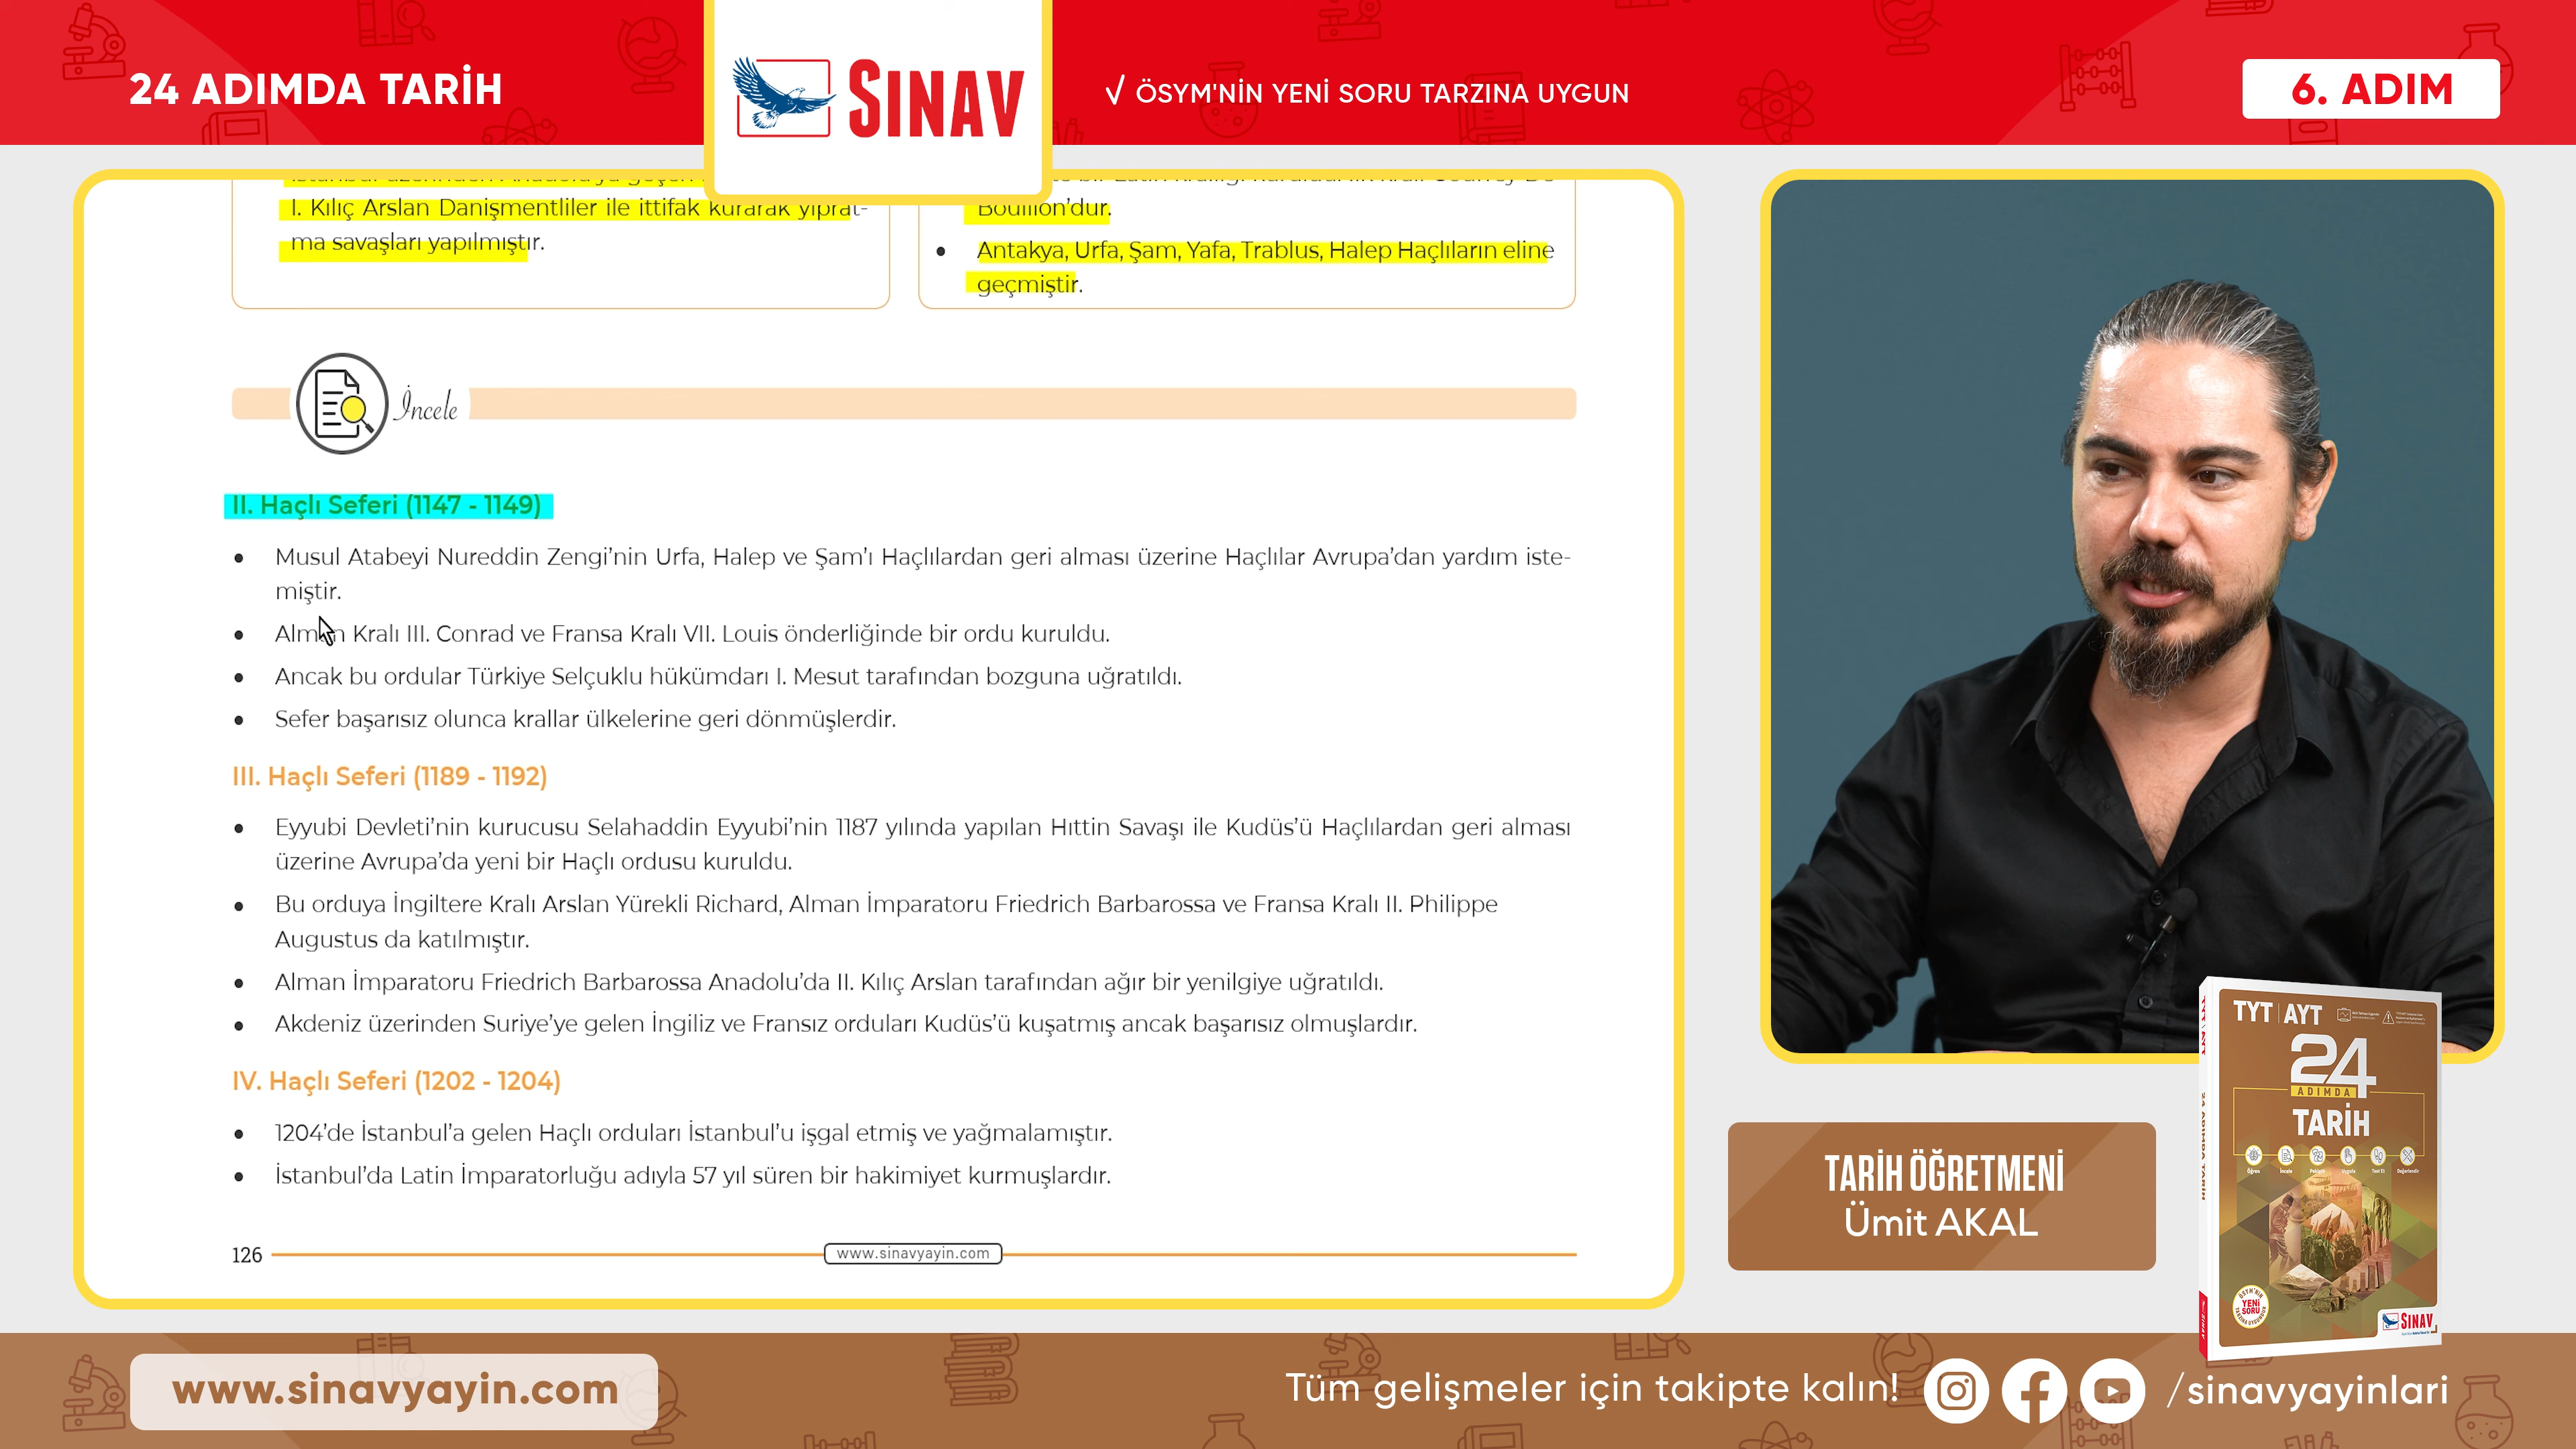 24 ADIMDA TARİH
SINAV
√ ÖSYM'NİN YENİ SORU TARZINA UYGUN
6. ADIM
I. Kılıç Arslan Danişmentliler ile ittifak kurarak yıprat-
ma savaşları yapılmıştır.
Bouillon’dur.
• Antakya, Urfa, Şam, Yafa, Trablus, Halep Haçlıların eline
geçmiştir.
İncele
II. Haçlı Seferi (1147 - 1149)
• Musul Atabeyi Nureddin Zengi’nin Urfa, Halep ve Şam’ı Haçlılardan geri alması üzerine Haçlılar Avrupa’dan yardım iste-
miştir.
• Alman Kralı III. Conrad ve Fransa Kralı VII. Louis önderliğinde bir ordu kuruldu.
• Ancak bu ordular Türkiye Selçuklu hükümdarı I. Mesut tarafından bozguna uğratıldı.
• Sefer başarısız olunca krallar ülkelerine geri dönmüşlerdir.
III. Haçlı Seferi (1189 - 1192)
• Eyyubi Devleti’nin kurucusu Selahaddin Eyyubi’nin 1187 yılında yapılan Hıttin Savaşı ile Kudüs’ü Haçlılardan geri alması
üzerine Avrupa’da yeni bir Haçlı ordusu kuruldu.
• Bu orduya İngiltere Kralı Arslan Yürekli Richard, Alman İmparatoru Friedrich Barbarossa ve Fransa Kralı II. Philippe
Augustus da katılmıştır.
• Alman İmparatoru Friedrich Barbarossa Anadolu’da II. Kılıç Arslan tarafından ağır bir yenilgiye uğratıldı.
• Akdeniz üzerinden Suriye’ye gelen İngiliz ve Fransız orduları Kudüs’ü kuşatmış ancak başarısız olmuşlardır.
IV. Haçlı Seferi (1202 - 1204)
• 1204’de İstanbul’a gelen Haçlı orduları İstanbul’u işgal etmiş ve yağmalamıştır.
• İstanbul’da Latin İmparatorluğu adıyla 57 yıl süren bir hakimiyet kurmuşlardır.
126
www.sinavyayin.com
TARİH ÖĞRETMENİ
Ümit AKAL
TYT | AYT
24
ADIMDA
TARİH
YENİ
SORU
SINAV
www.sinavyayin.com
Tüm gelişmeler için takipte kalın!
/sinavyayinlari